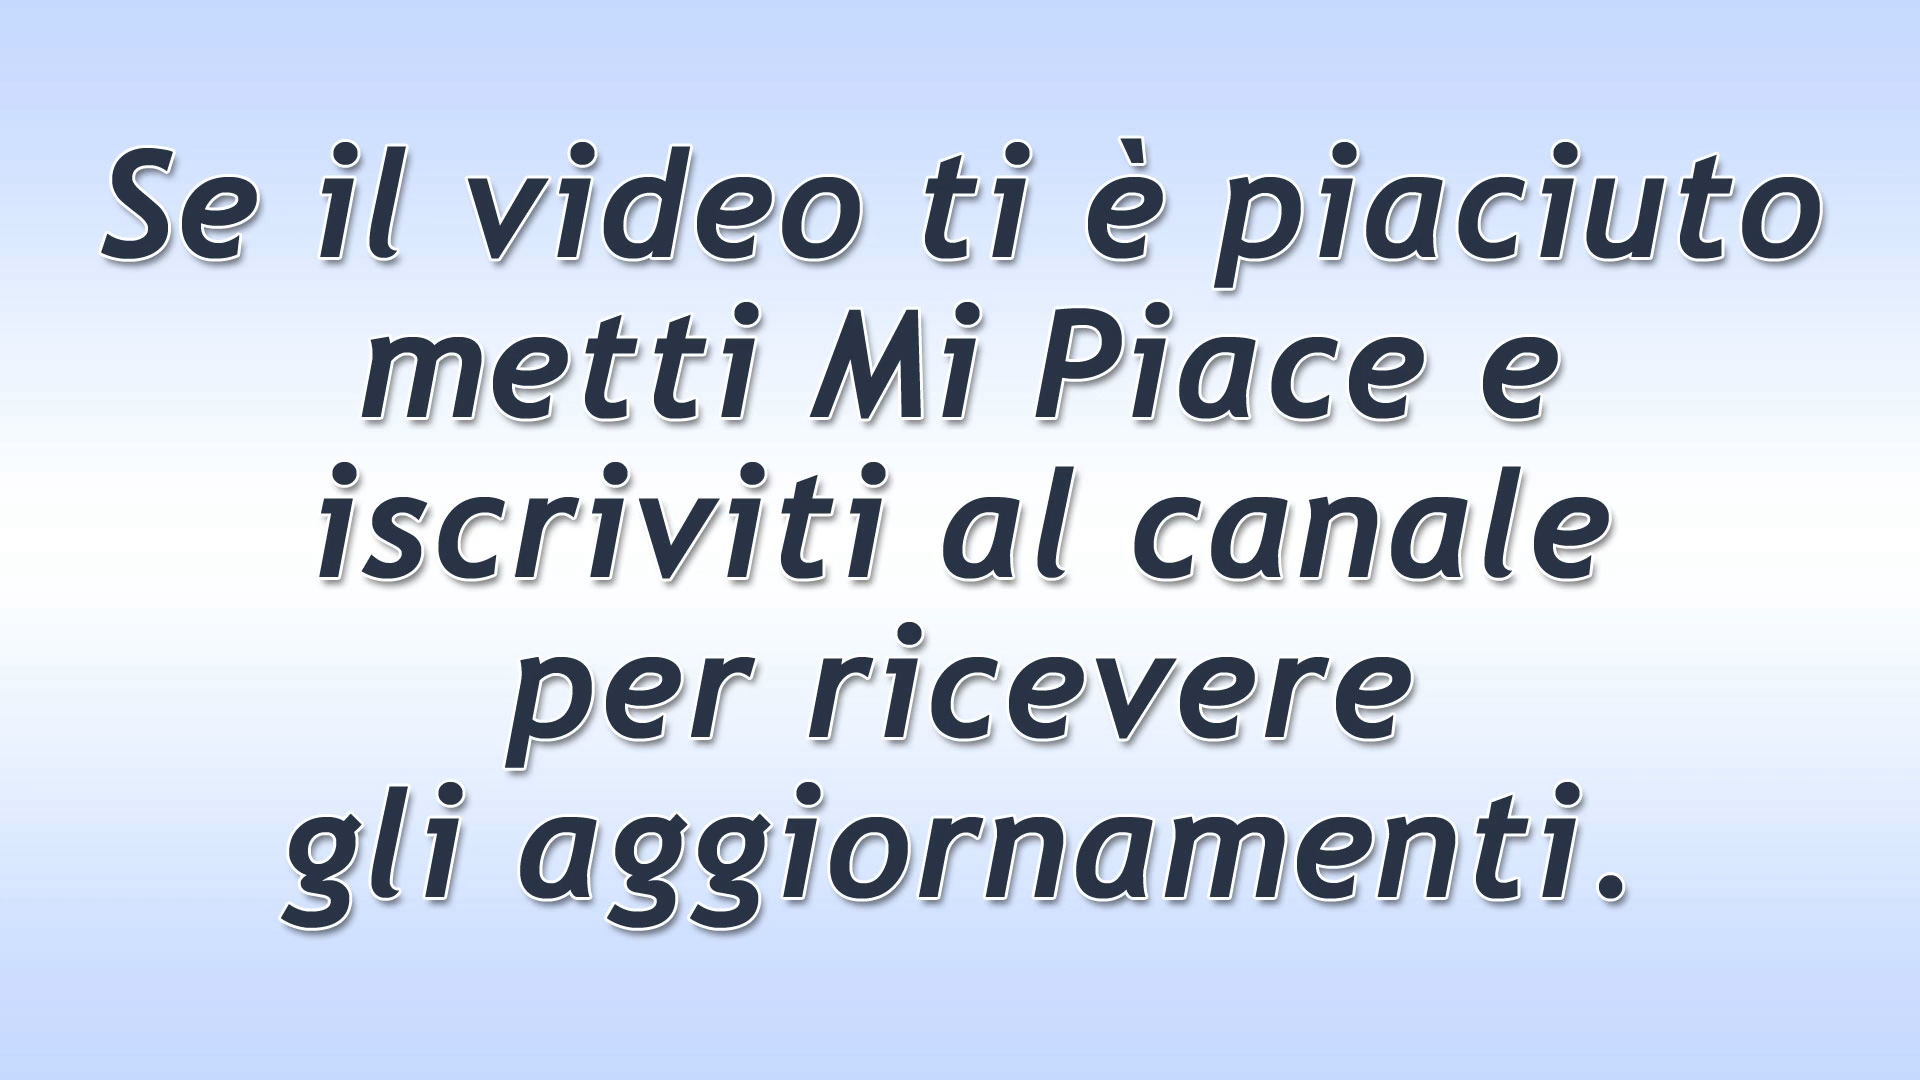 Se il video ti è piaciuto
metti Mi Piace e
iscriviti al canale
per ricevere
gli aggiornamenti.